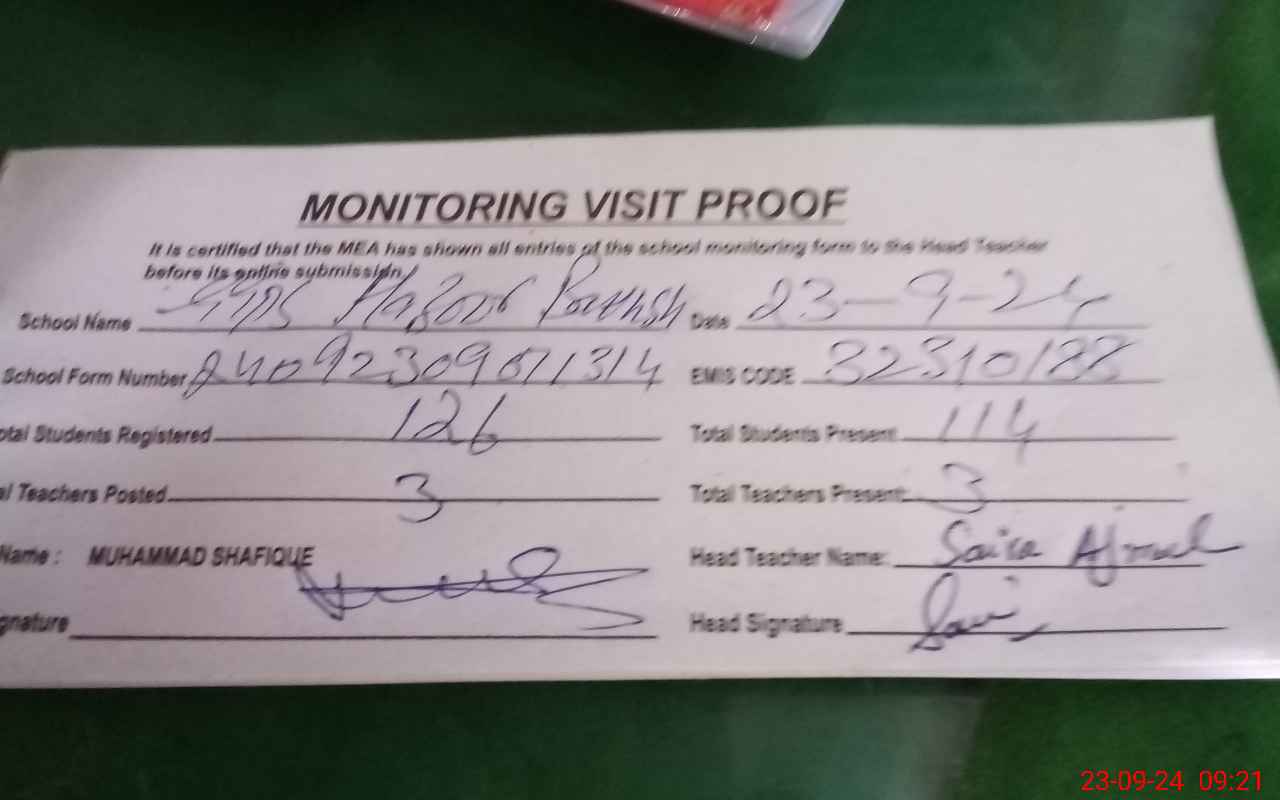 MONITORING VISIT PROOF
It is certified that the MEA has shown all entries of the school monitoring form to the Head Teacher
before its online submission
School Name Date 23-9-24
School Form Number 24092309071314 EMIS CODE 32310188
otal Students Registered 126 Total Students Present 114
al Teachers Posted 3 Total Teachers Present: 3
Name : MUHAMMAD SHAFIQUE Head Teacher Name: Saira Ajmal
gnature Head Signature
23-09-24 09:21